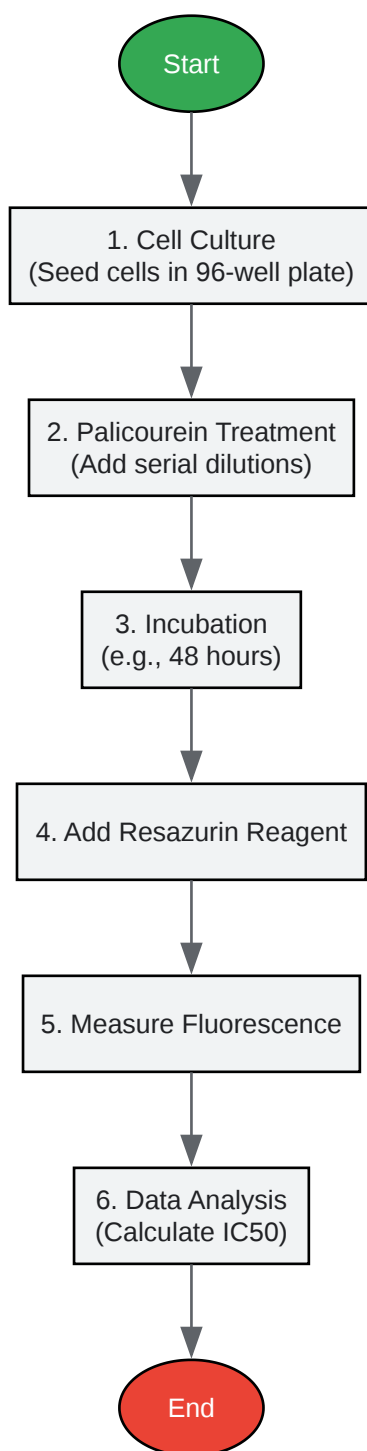 Start
1. Cell Culture
(Seed cells in 96-well plate)
2. Palicourein Treatment
(Add serial dilutions)
3. Incubation
(e.g., 48 hours)
4. Add Resazurin Reagent
5. Measure Fluorescence
6. Data Analysis
(Calculate IC50)
End